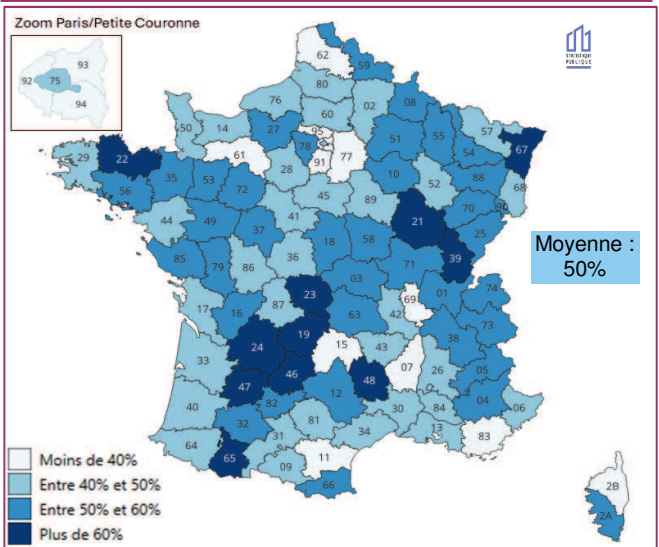 Zoom Paris/Petite Couronne
93
92 75
94
STATISTIQUE
PUBLIQUE
62
59
80
76 02 08
60
50 14 27 95 51 55 57
78 77 54 67
61 91
29 22 28 10 88
35 53 72 52 68
56 45 89 70 90
41 21
44 49 37 25
18 58
Moyenne :
50%
36 39
85 79 86 71
03
23 01 74
17 16 87 69
63 42
19 73
24 38
15 43
33 07 26 05
46 48
47
12 04
82 30 84 06
40 32 81
34 13
31 83
64 11
65 09
66
2B
2A
Moins de 40%
Entre 40% et 50%
Entre 50% et 60%
Plus de 60%